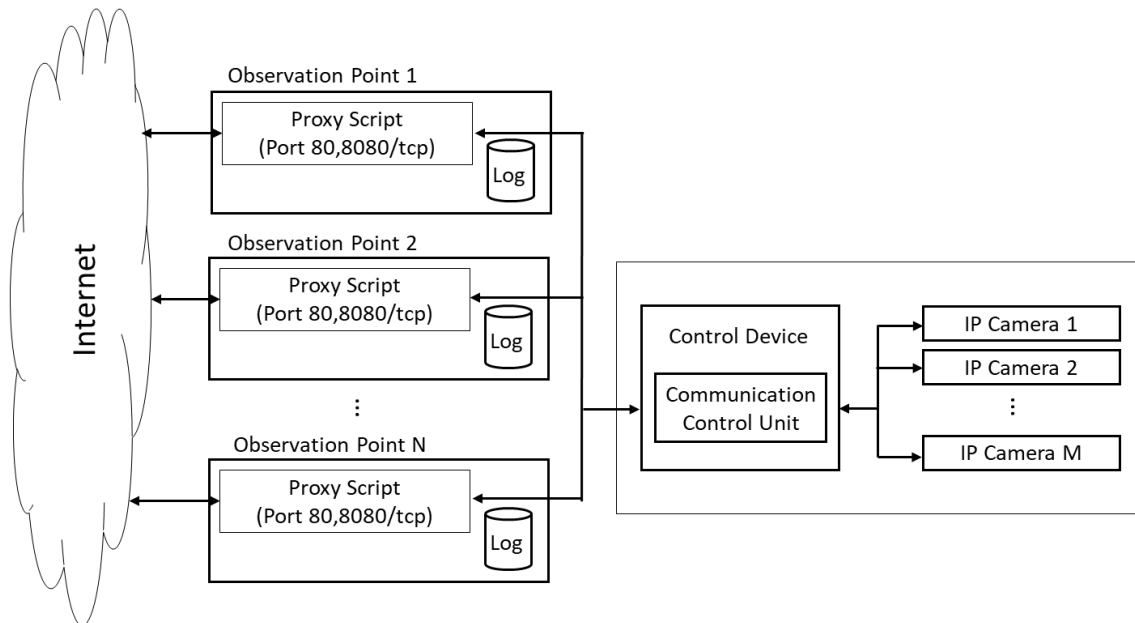 Internet
Observation Point 1
Proxy Script
(Port 80,8080/tcp)
Log
Observation Point 2
Proxy Script
(Port 80,8080/tcp)
Log
⋮
Observation Point N
Proxy Script
(Port 80,8080/tcp)
Log
Control Device
Communication
Control Unit
IP Camera 1
IP Camera 2
⋮
IP Camera M